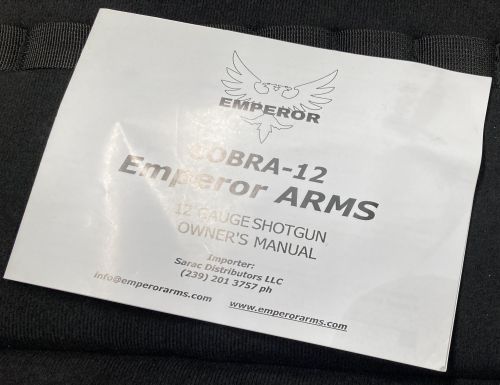 EMPEROR
COBRA-12
Emperor ARMS
12 GAUGE SHOTGUN
OWNER'S MANUAL
Importer:
Sarac Distributors LLC
(239) 201 3757 ph
info@emperorarms.com www.emperorarms.com